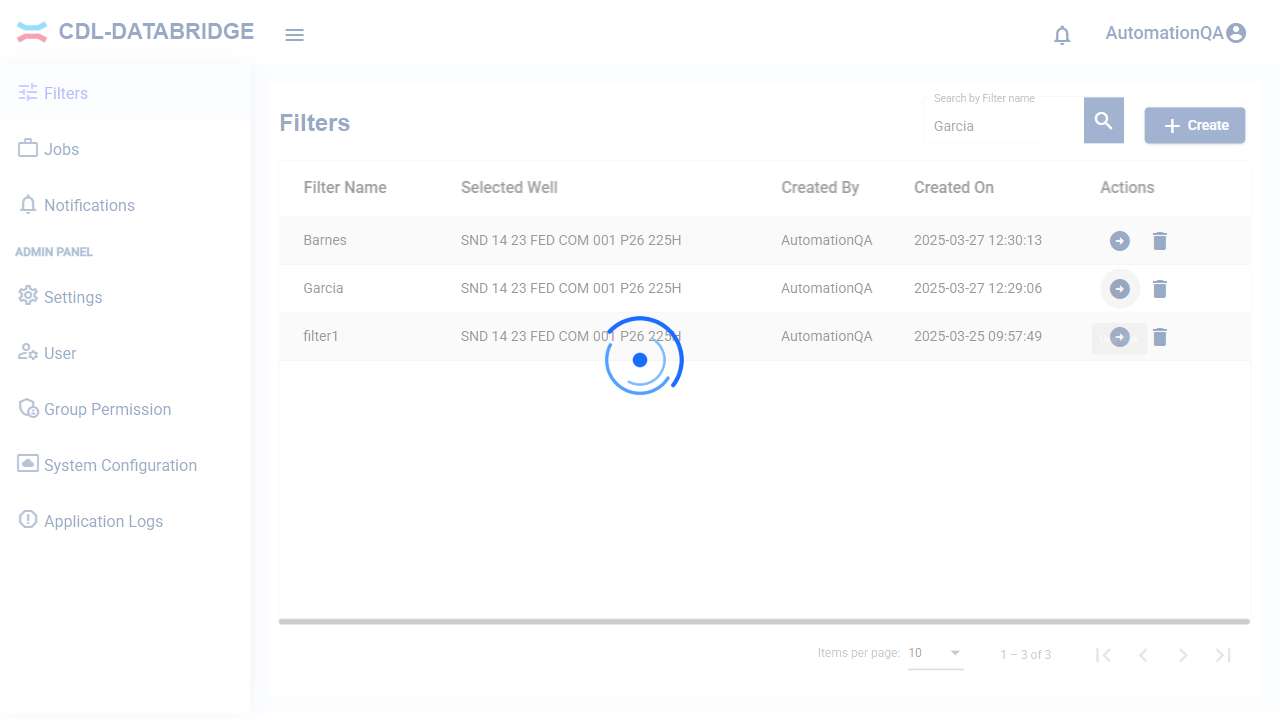 CDL-DATABRIDGE
AutomationQA
Filters
Jobs
Notifications
ADMIN PANEL
Settings
User
Group Permission
System Configuration
Application Logs
Filters
Search by Filter name
Garcia
Create
Filter Name Selected Well Created By Created On Actions
Barnes SND 14 23 FED COM 001 P26 225H AutomationQA 2025-03-27 12:30:13
Garcia SND 14 23 FED COM 001 P26 225H AutomationQA 2025-03-27 12:29:06
filter1 SND 14 23 FED COM 001 P26 225H AutomationQA 2025-03-25 09:57:49
Items per page: 10 1 – 3 of 3